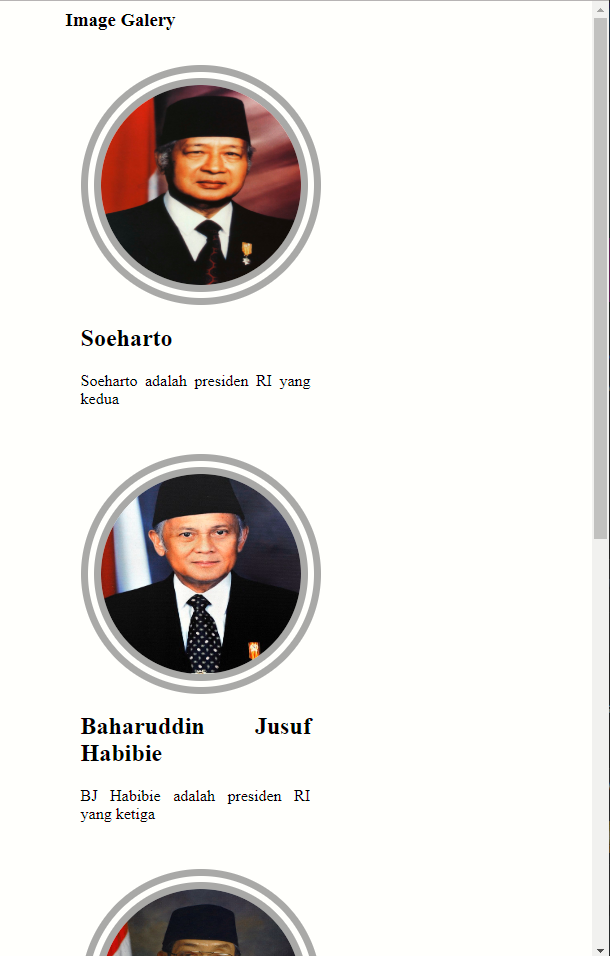 Image Galery
Soeharto
Soeharto adalah presiden RI yang
kedua
Baharuddin Jusuf
Habibie
BJ Habibie adalah presiden RI
yang ketiga